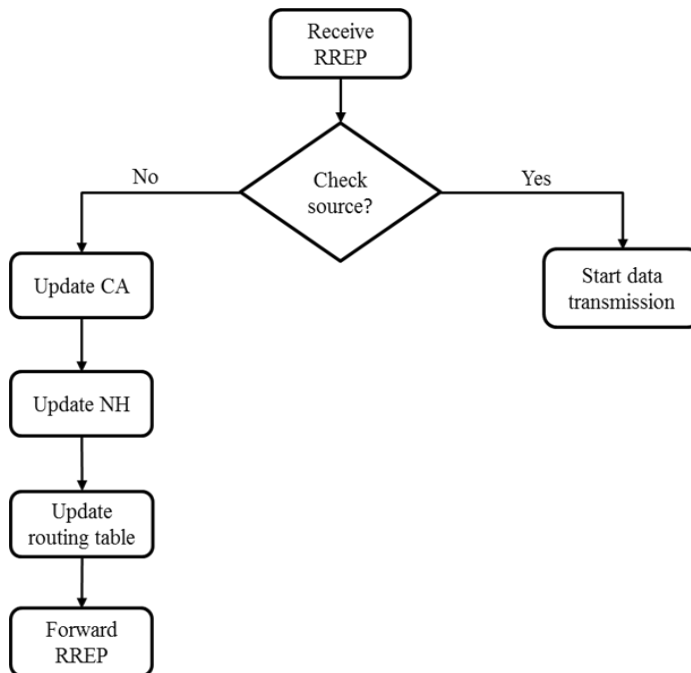 Receive
RREP
No
Check
source?
Yes
Update CA
Start data
transmission
Update NH
Update
routing table
Forward
RREP